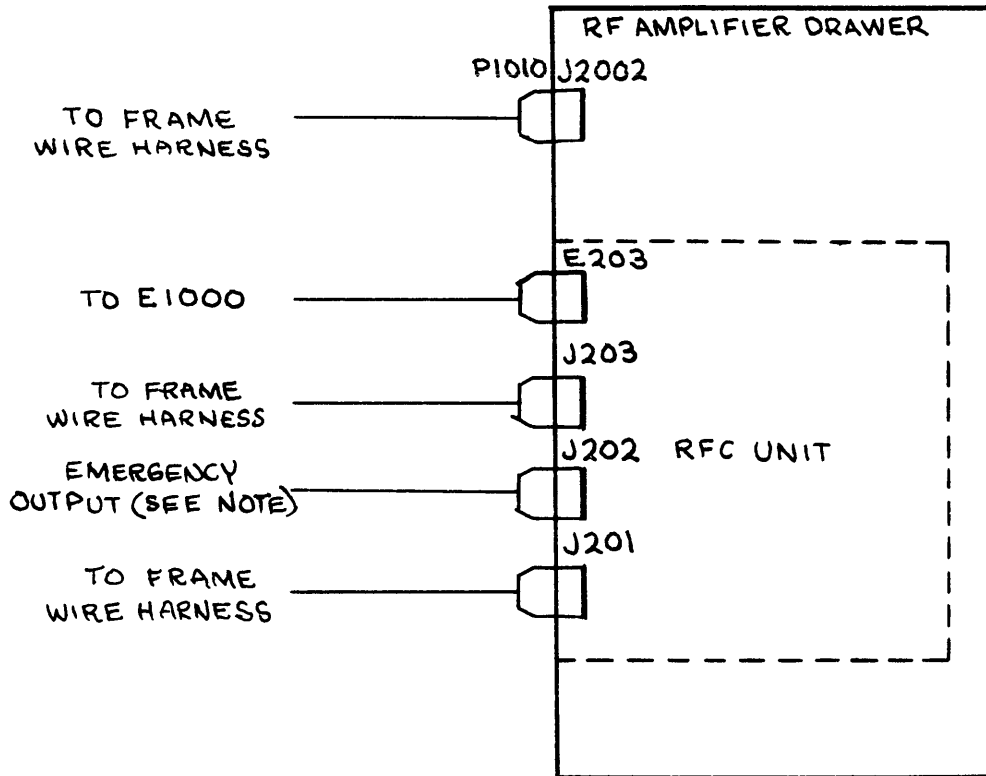 RF AMPLIFIER DRAWER
P1010 J2002
TO FRAME
WIRE HARNESS
E203
TO E1000
J203
TO FRAME
WIRE HARNESS
J202 RFC UNIT
EMERGENCY
OUTPUT (SEE NOTE)
J201
TO FRAME
WIRE HARNESS